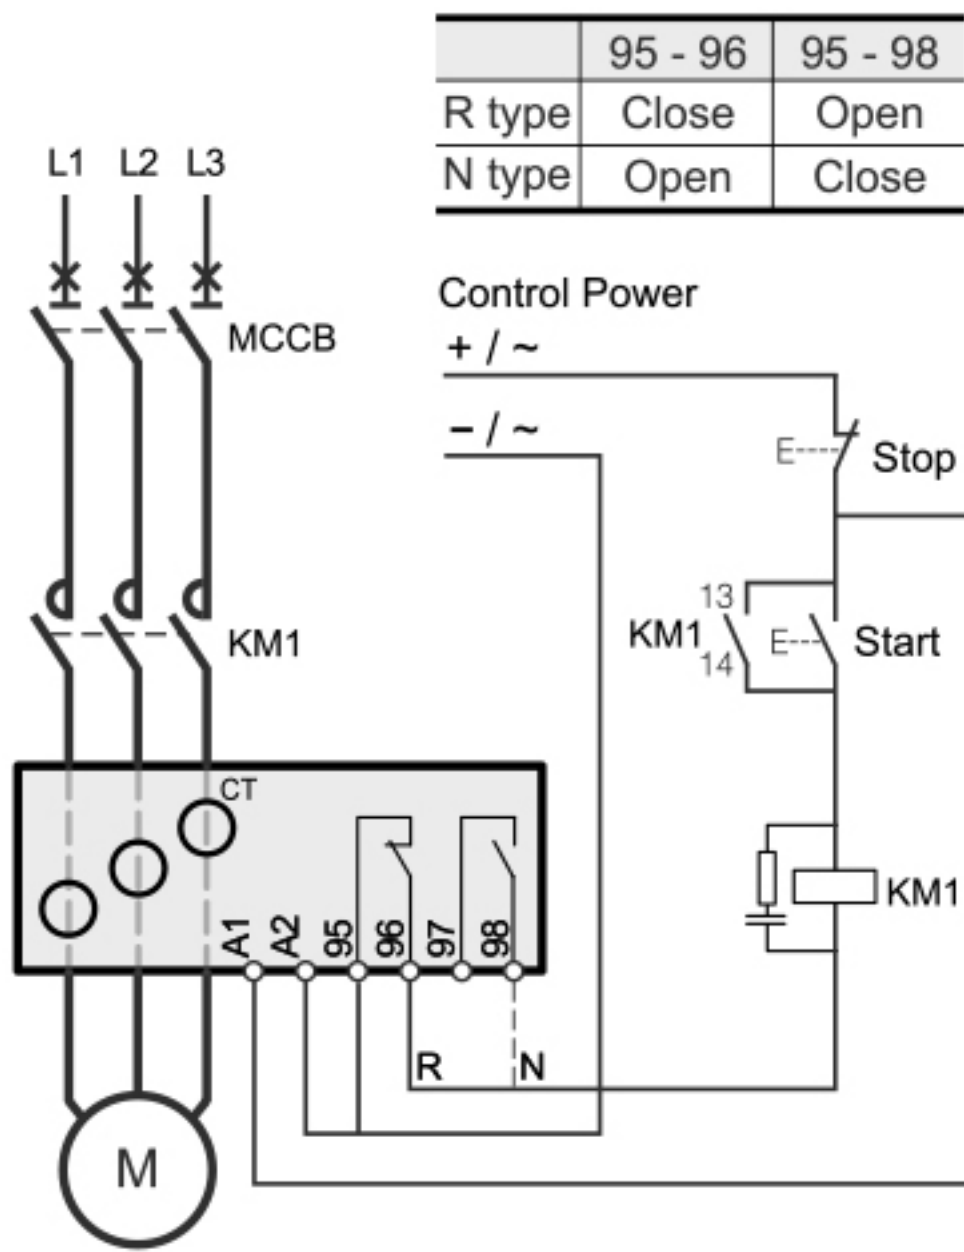 95 - 96 95 - 98
R type Close Open
N type Open Close
L1 L2 L3
MCCB
Control Power
+ / ~
− / ~
E Stop
13
KM1 E Start
14
KM1
CT
KM1
A1 A2 95 96 97 98
R N
M